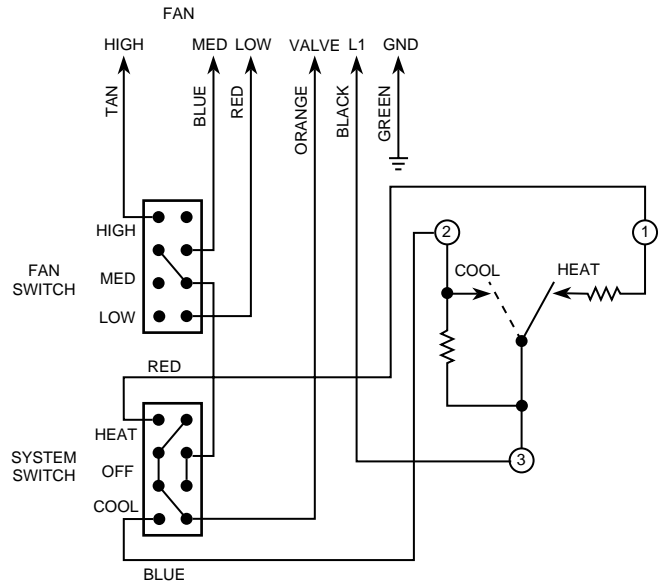 FAN
HIGH MED LOW VALVE L1 GND
TAN
BLUE
RED
ORANGE
BLACK
GREEN
HIGH
MED
LOW
FAN
SWITCH
2
1
COOL
HEAT
RED
HEAT
OFF
COOL
SYSTEM
SWITCH
3
BLUE